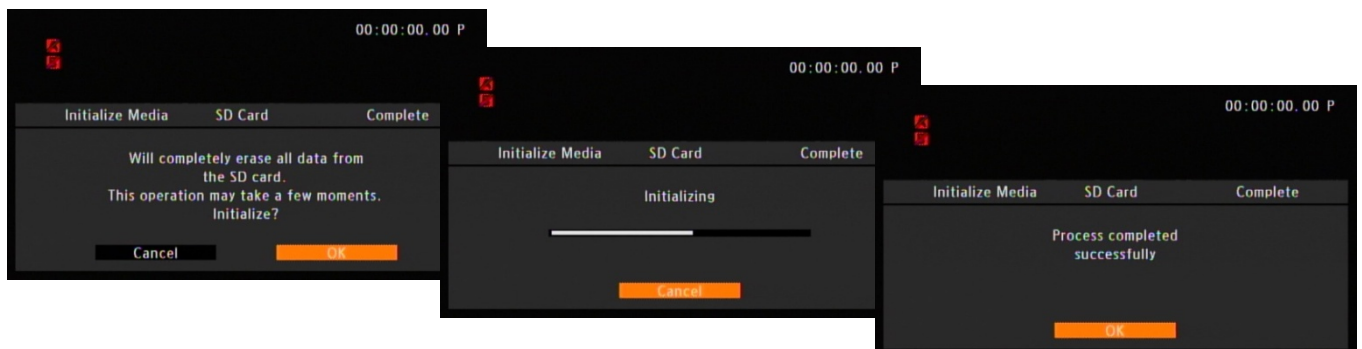 00:00:00.00 P
A
S
Initialize Media SD Card Complete
Will completely erase all data from
the SD card.
This operation may take a few moments.
Initialize?
Cancel OK
00:00:00.00 P
A
S
Initialize Media SD Card Complete
Initializing
Cancel
00:00:00.00 P
A
S
Initialize Media SD Card Complete
Process completed
successfully
OK